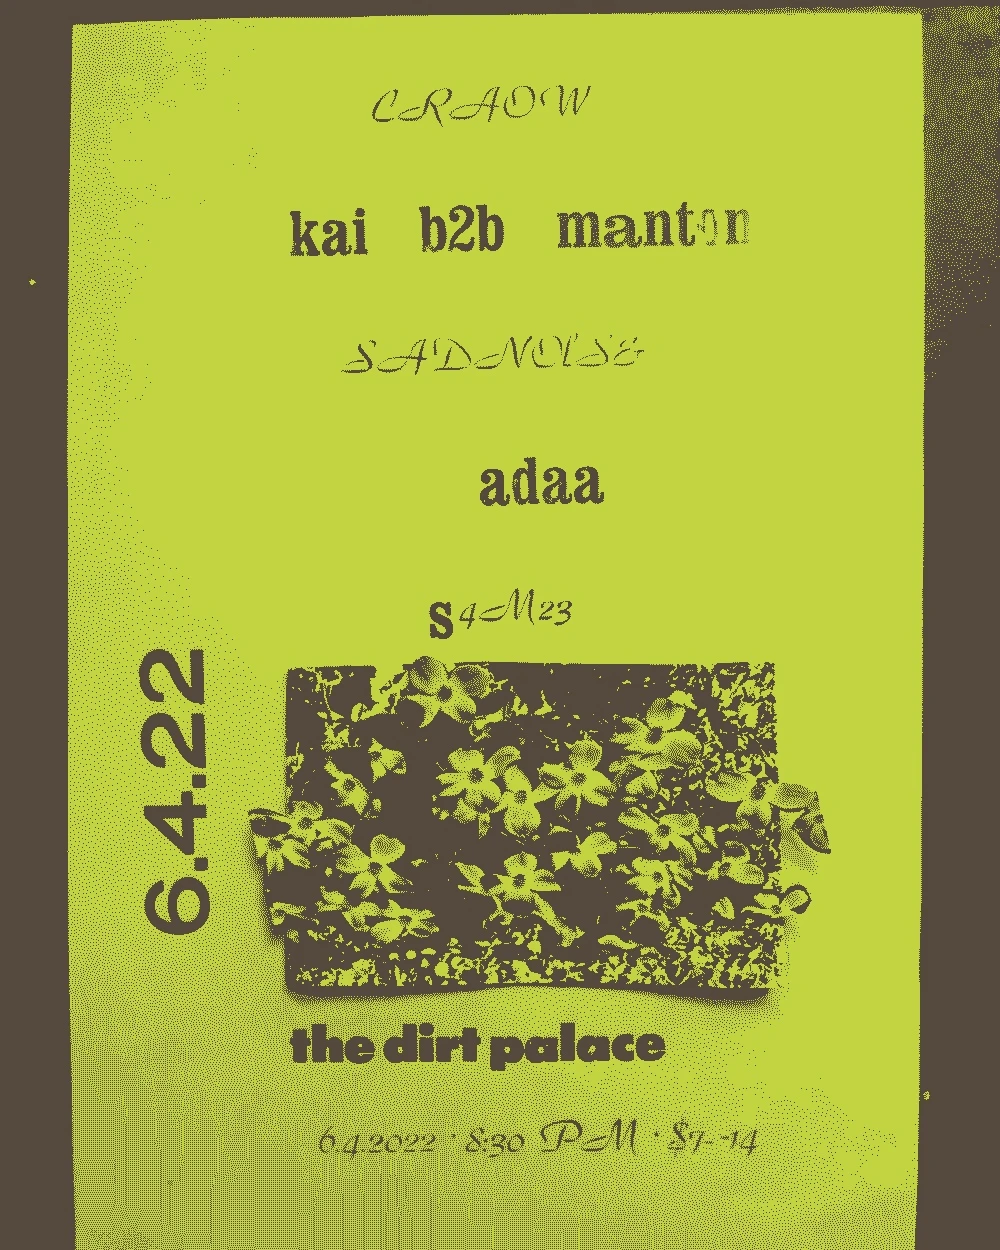 CRAOW
kai b2b manton
SADNOISE
adaa
s4M23
6.4.22
the dirt palace
6.4.2022 · 8:30 PM · $7--14